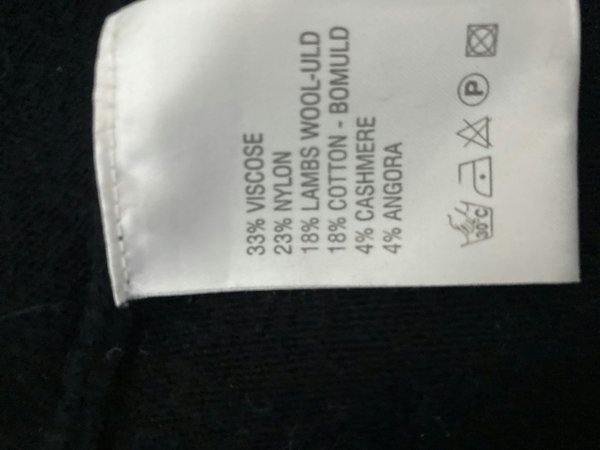 33% VISCOSE
23% NYLON
18% LAMBS WOOL-ULD
18% COTTON - BOMULD
4% CASHMERE
4% ANGORA
30°C P